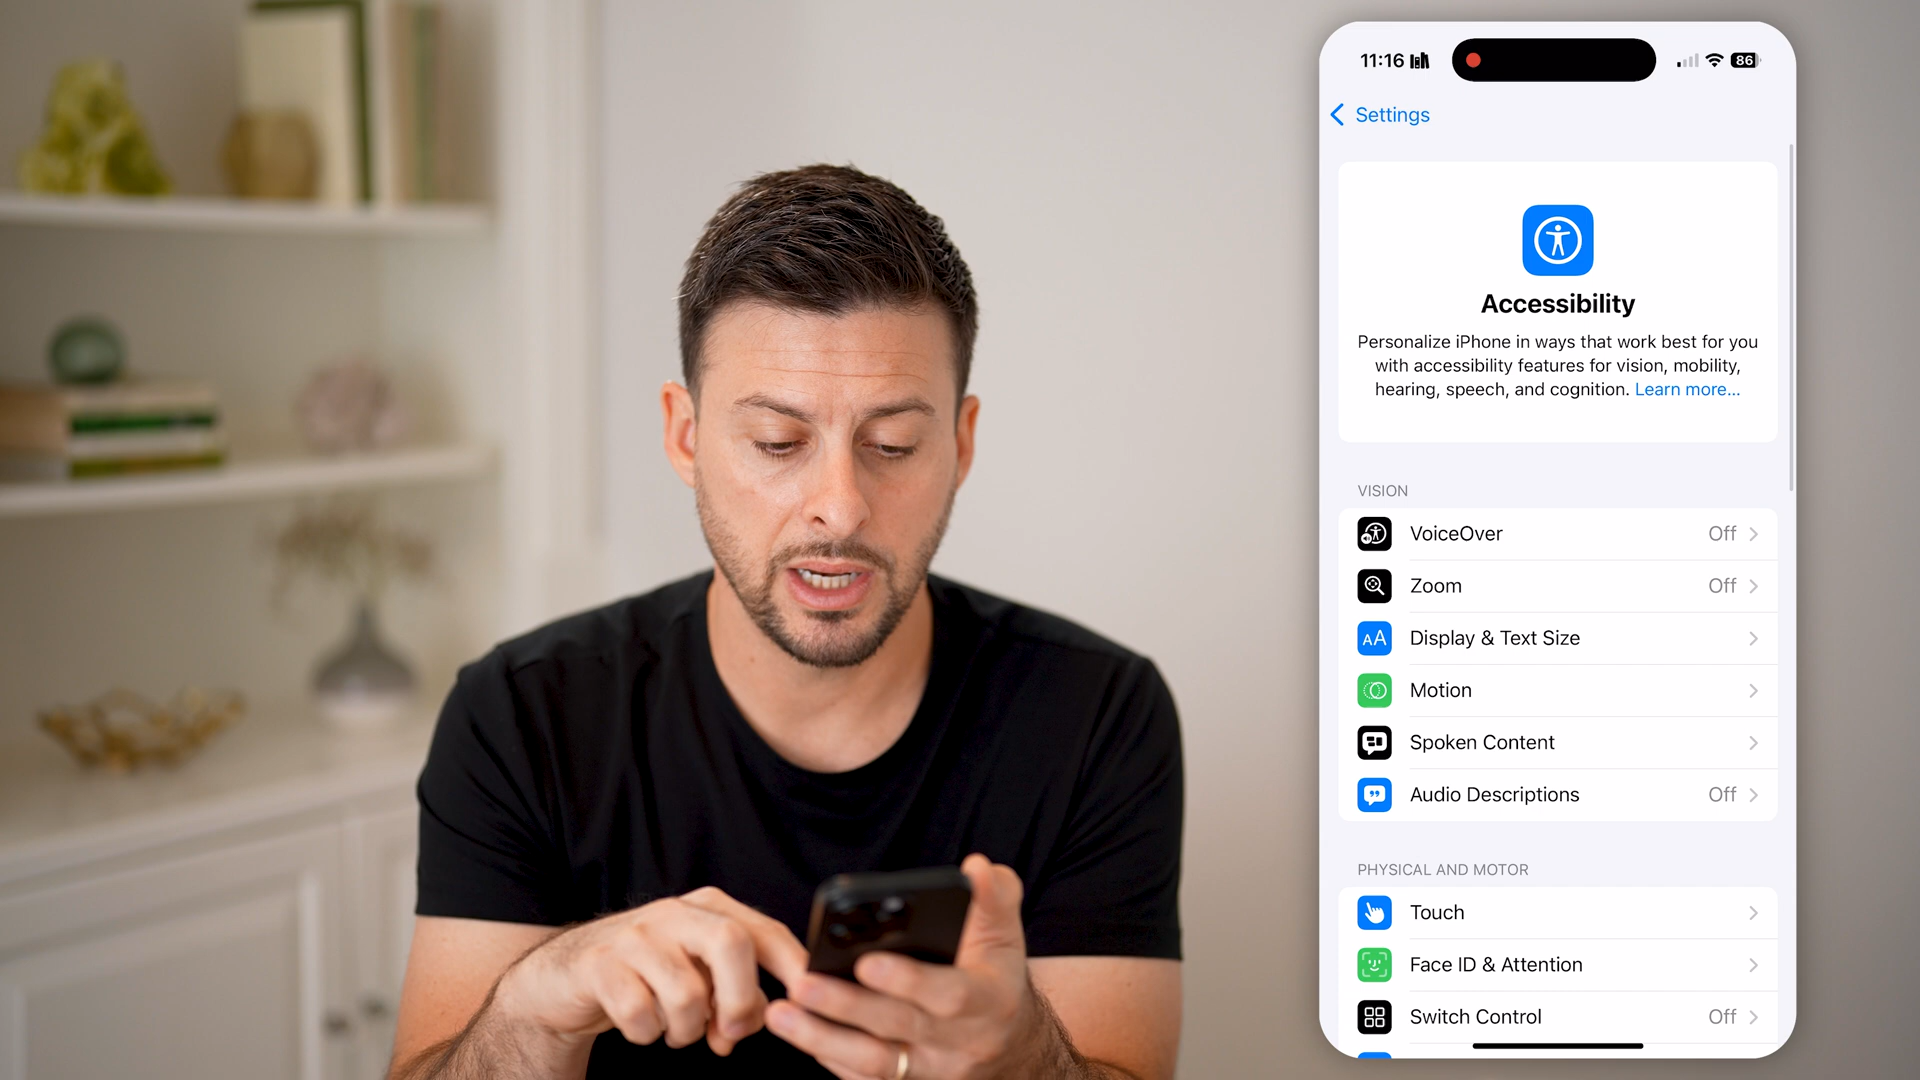 11:16
86
Settings
Accessibility
Personalize iPhone in ways that work best for you
with accessibility features for vision, mobility,
hearing, speech, and cognition. Learn more...
VISION
VoiceOver Off
Zoom Off
AA Display & Text Size
Motion
Spoken Content
Audio Descriptions Off
PHYSICAL AND MOTOR
Touch
Face ID & Attention
Switch Control Off